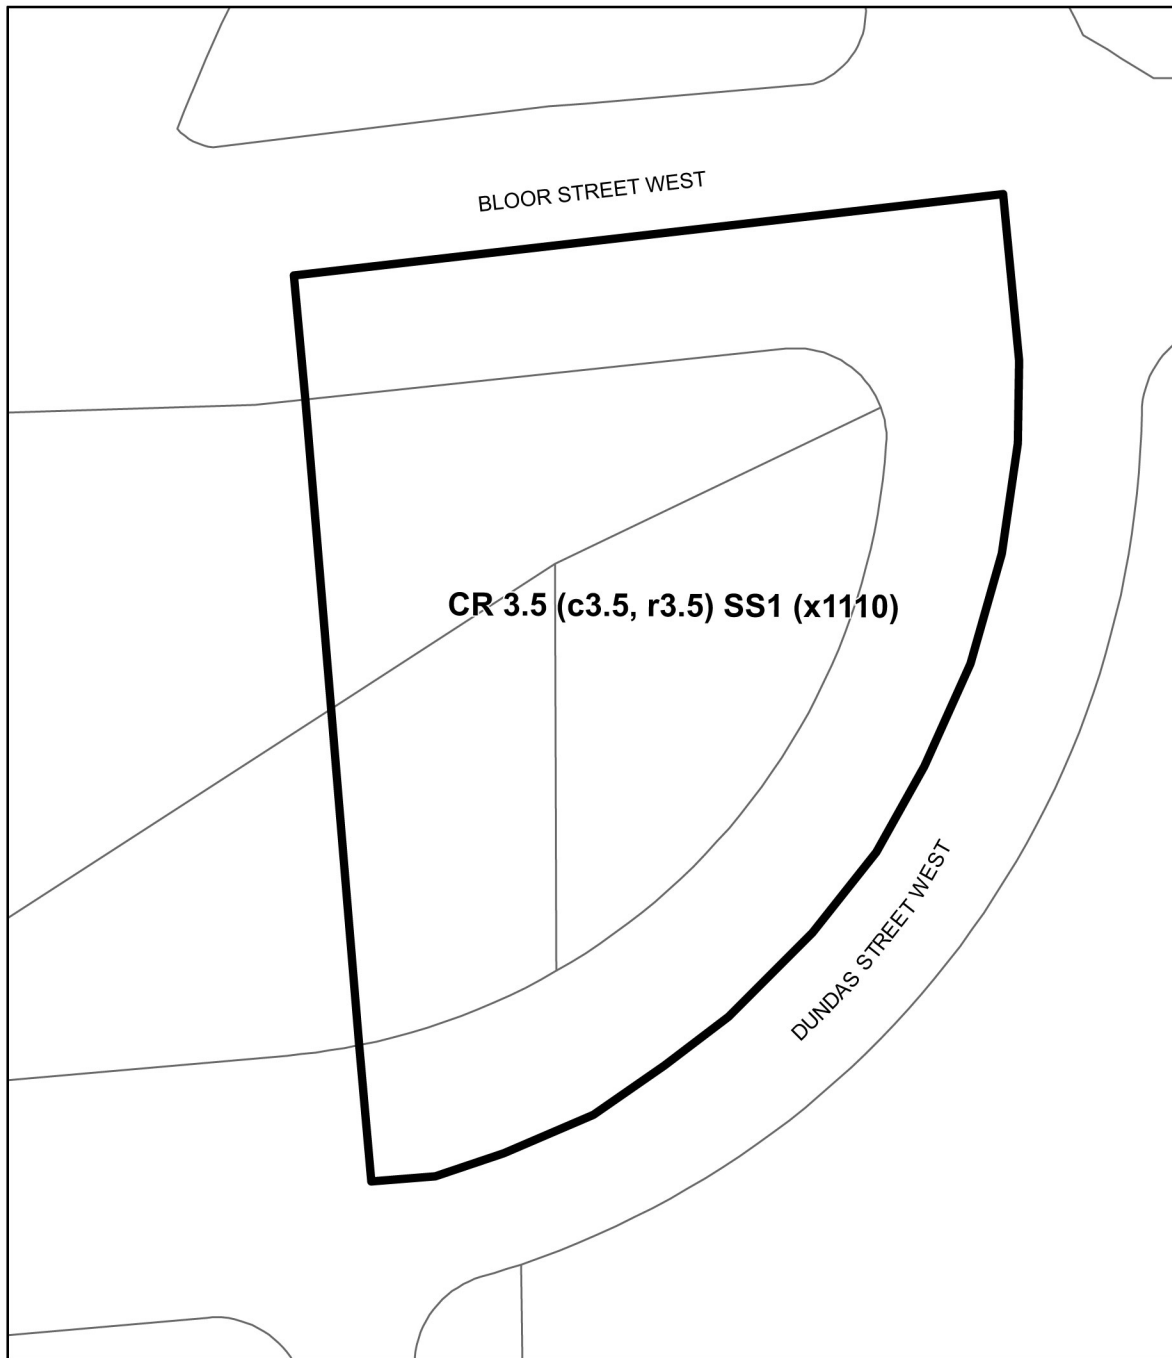 BLOOR STREET WEST
CR 3.5 (c3.5, r3.5) SS1 (x1110)
DUNDAS STREET WEST